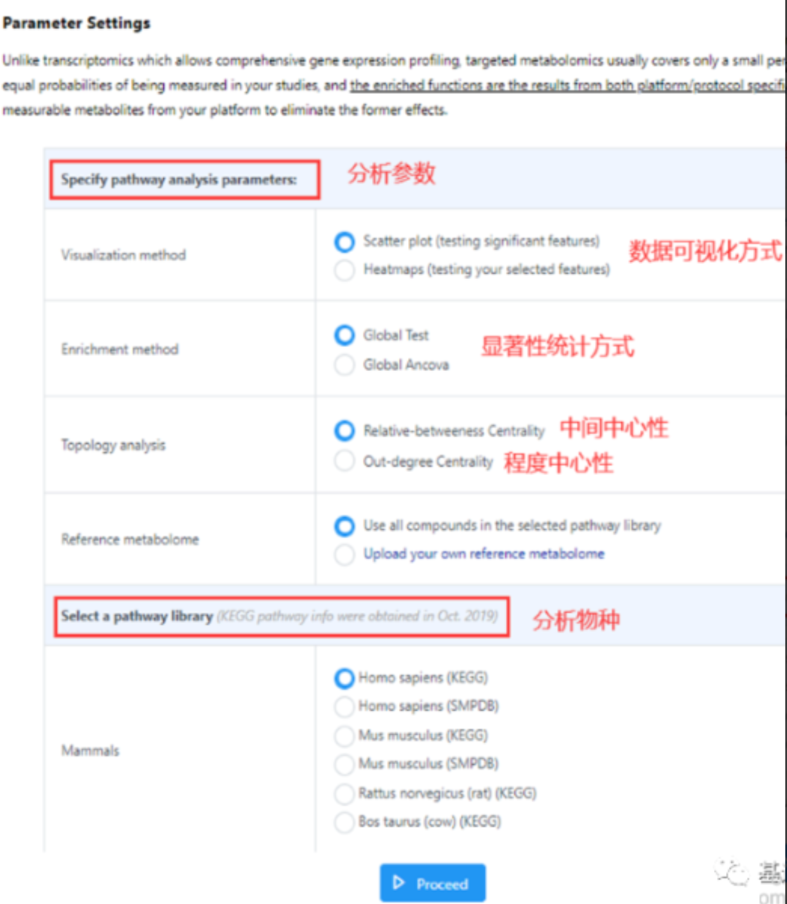 Parameter Settings
Unlike transcriptomics which allows comprehensive gene expression profiling, targeted metabolomics usually covers only a small
equal probabilities of being measured in your studies, and the enriched functions are the results from both platform/protocol
measurable metabolites from your platform to eliminate the former effects.
Specify pathway analysis parameters: 分析参数
Visualization method
Scatter plot (testing significant features)
Heatmaps (testing your selected features)
数据可视化方式
Enrichment method
Global Test
Global Ancova
显著性统计方式
Topology analysis
Relative-betweeness Centrality 中间中心性
Out-degree Centrality 程度中心性
Reference metabolome
Use all compounds in the selected pathway library
Upload your own reference metabolome
Select a pathway library (KEGG pathway info were obtained in Oct. 2019) 分析物种
Mammals
Homo sapiens (KEGG)
Homo sapiens (SMPDB)
Mus musculus (KEGG)
Mus musculus (SMPDB)
Rattus norvegicus (rat) (KEGG)
Bos taurus (cow) (KEGG)
Proceed
基
om